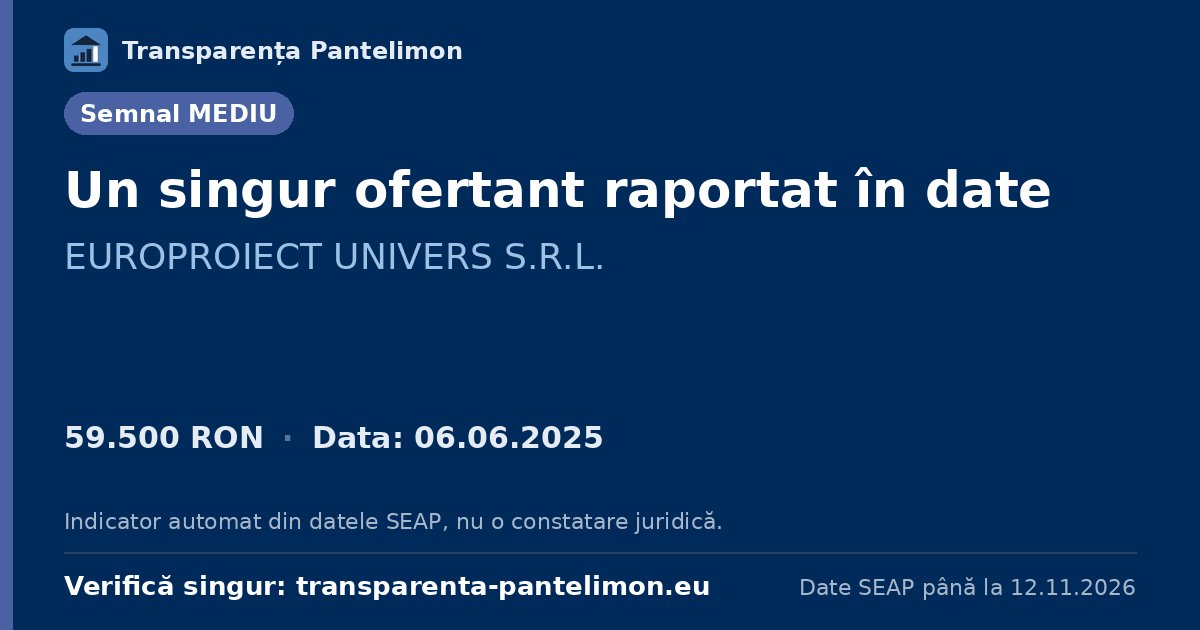 Transparența Pantelimon
Semnal MEDIU
Un singur ofertant raportat în date
EUROPROIECT UNIVERS S.R.L.
59.500 RON · Data: 06.06.2025
Indicator automat din datele SEAP, nu o constatare juridică.
Verifică singur: transparenta-pantelimon.eu
Date SEAP până la 12.11.2026